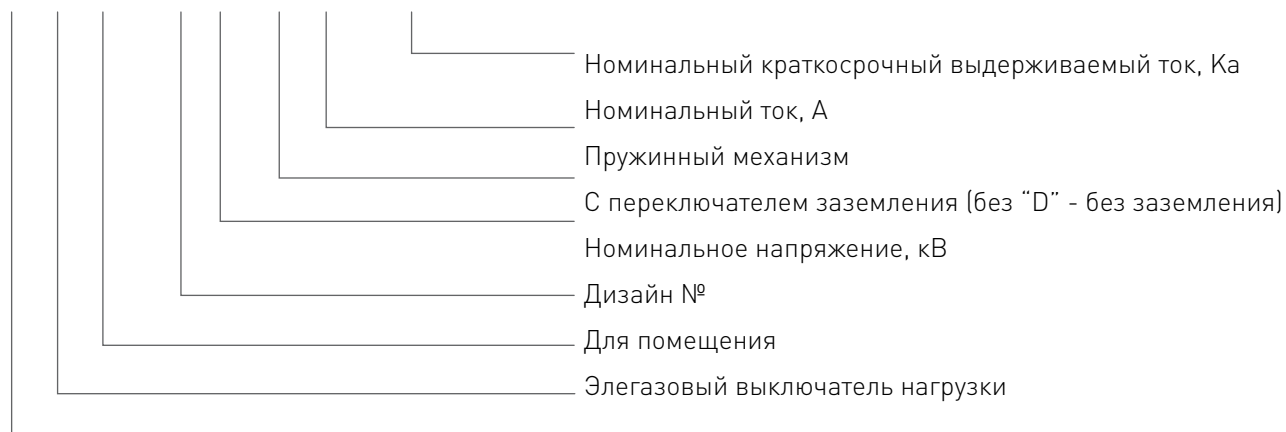 Номинальный краткосрочный выдерживаемый ток, Ка
Номинальный ток, А
Пружинный механизм
С переключателем заземления (без “D” - без заземления)
Номинальное напряжение, кВ
Дизайн №
Для помещения
Элегазовый выключатель нагрузки